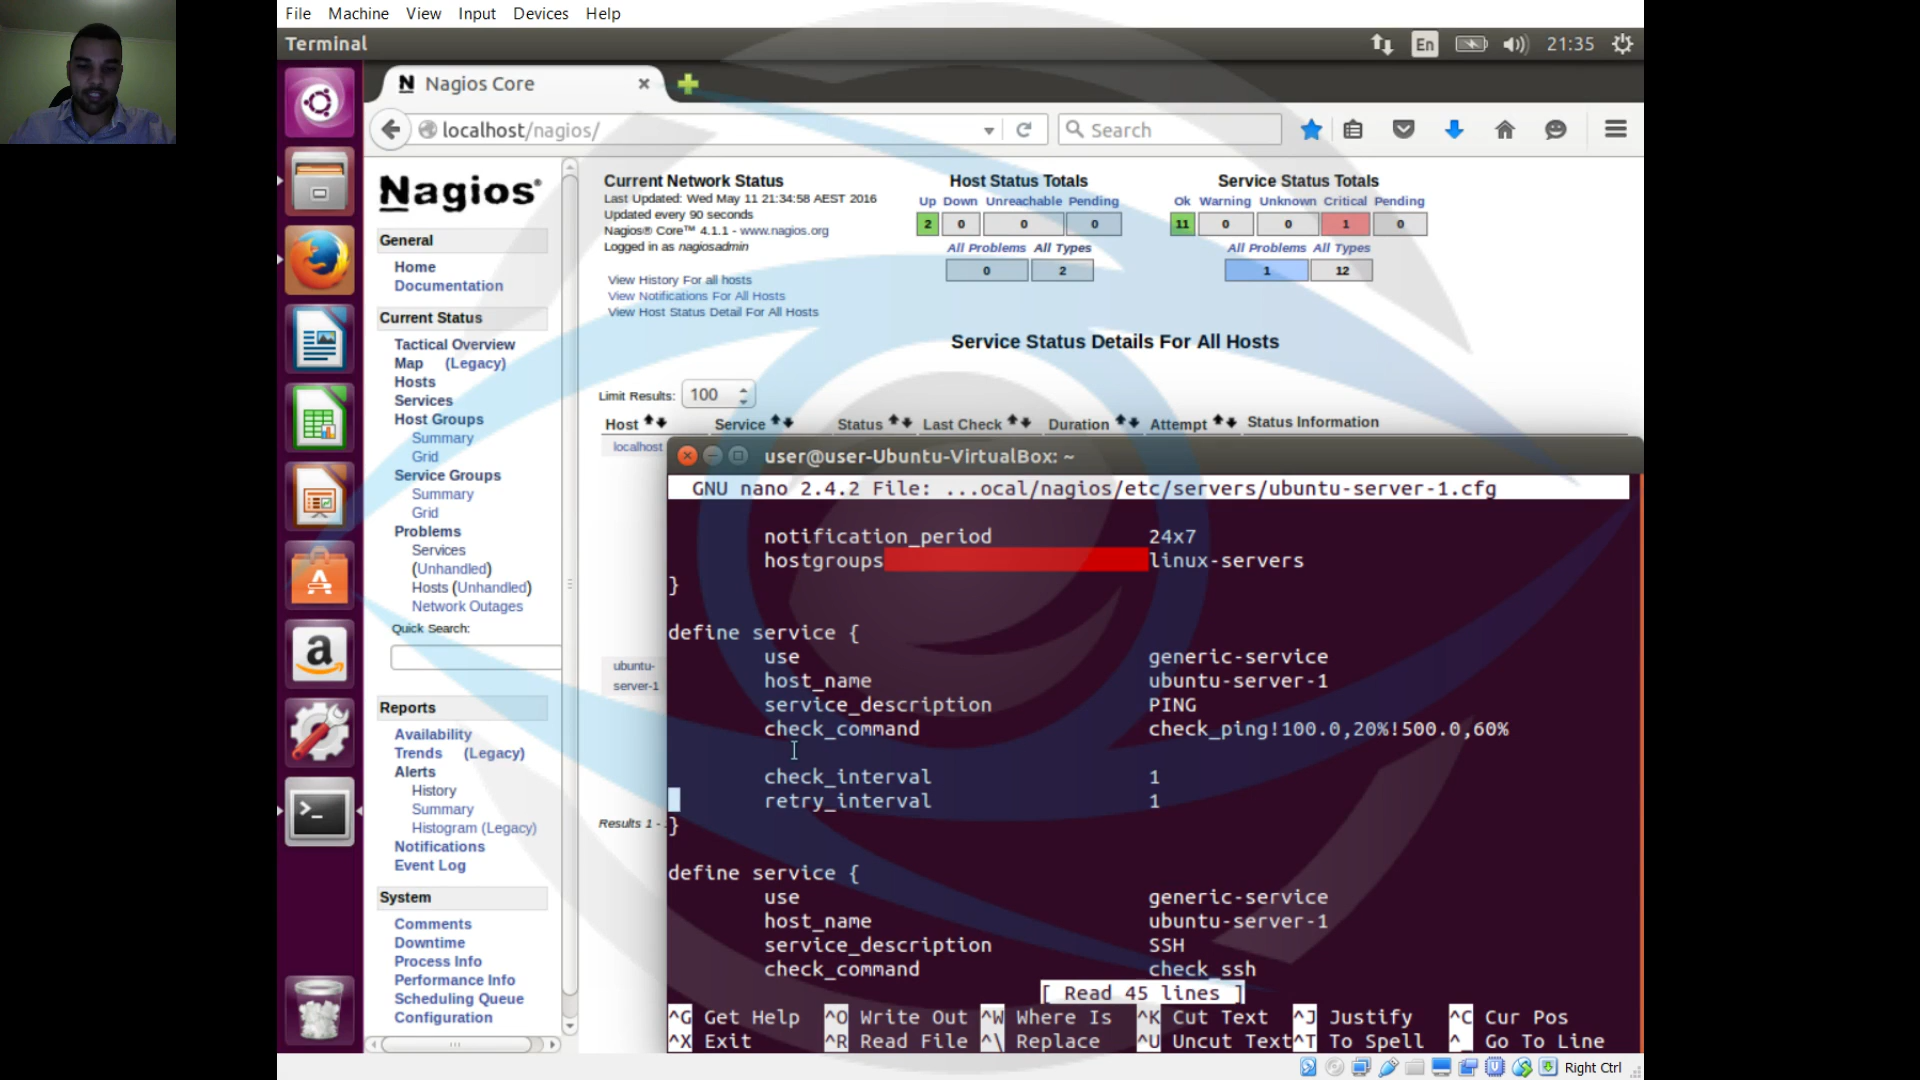 File Machine View Input Devices Help
Terminal
En
21:35
Nagios Core
localhost/nagios/
Search
Nagios®
General
Home
Documentation
Current Status
Tactical Overview
Map (Legacy)
Hosts
Services
Host Groups
Summary
Grid
Service Groups
Summary
Grid
Problems
Services
(Unhandled)
Hosts (Unhandled)
Network Outages
Quick Search:
Reports
Availability
Trends (Legacy)
Alerts
History
Summary
Histogram (Legacy)
Notifications
Event Log
System
Comments
Downtime
Process Info
Performance Info
Scheduling Queue
Configuration
Current Network Status
Last Updated: Wed May 11 21:34:58 AEST 2016
Updated every 90 seconds
Nagios® Core™ 4.1.1 - www.nagios.org
Logged in as nagiosadmin
View History For all hosts
View Notifications For All Hosts
View Host Status Detail For All Hosts
Host Status Totals
Up Down Unreachable Pending
2 0 0 0
All Problems All Types
0 2
Service Status Totals
Ok Warning Unknown Critical Pending
11 0 0 1 0
All Problems All Types
1 12
Service Status Details For All Hosts
Limit Results: 100
Host Service Status Last Check Duration Attempt Status Information
localhost
ubuntu-
server-1
Results 1 -
user@user-Ubuntu-VirtualBox: ~
GNU nano 2.4.2 File: ...ocal/nagios/etc/servers/ubuntu-server-1.cfg
notification_period 24x7
hostgroups linux-servers
}
define service {
use generic-service
host_name ubuntu-server-1
service_description PING
check_command check_ping!100.0,20%!500.0,60%
check_interval 1
retry_interval 1
}
define service {
use generic-service
host_name ubuntu-server-1
service_description SSH
check_command check_ssh
[ Read 45 lines ]
^G Get Help ^O Write Out ^W Where Is ^K Cut Text ^J Justify ^C Cur Pos
^X Exit ^R Read File ^\ Replace ^U Uncut Text ^T To Spell ^_ Go To Line
Right Ctrl